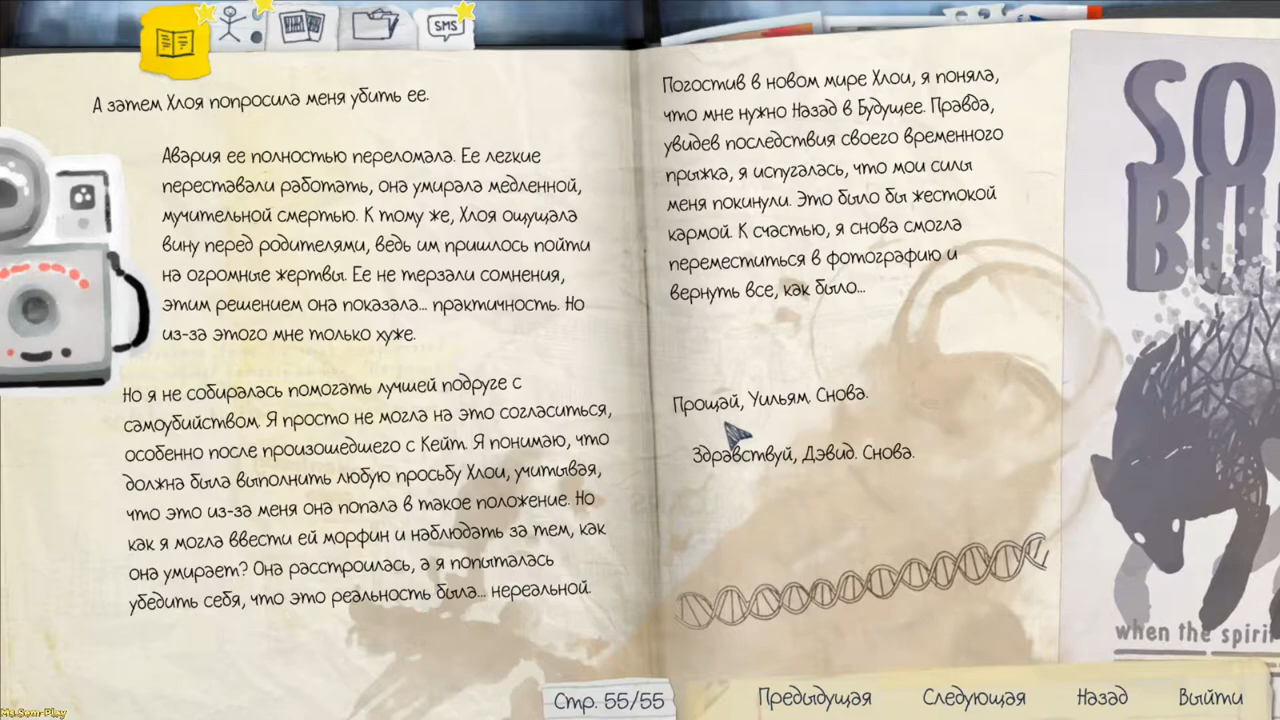 SMS
А затем Хлоя попросила меня убить ее.
Авария ее полностью переломала. Ее легкие
переставали работать, она умирала медленной,
мучительной смертью. К тому же, Хлоя ощущала
вину перед родителями, ведь им пришлось пойти
на огромные жертвы. Ее не терзали сомнения,
этим решением она показала... практичность. Но
из-за этого мне только хуже.
Но я не собиралась помогать лучшей подруге с
самоубийством. Я просто не могла на это согласиться,
особенно после произошедшего с Кейт. Я понимаю, что
должна была выполнить любую просьбу Хлои, учитывая,
что это из-за меня она попала в такое положение. Но
как я могла ввести ей морфин и наблюдать за тем, как
она умирает? Она расстроилась, а я попыталась
убедить себя, что это реальность была... нереальной.
Погостив в новом мире Хлои, я поняла,
что мне нужно Назад в Будущее. Правда,
увидев последствия своего временного
прыжка, я испугалась, что мои силы
меня покинули. Это было бы жестокой
кармой. К счастью, я снова смогла
переместиться в фотографию и
вернуть все, как было...
Прощай, Уильям. Снова.
Здравствуй, Дэвид. Снова.
SO
when the
Стр. 55/55
Предыдущая
Следующая
Назад
Выйти
Ms.Sem-Play